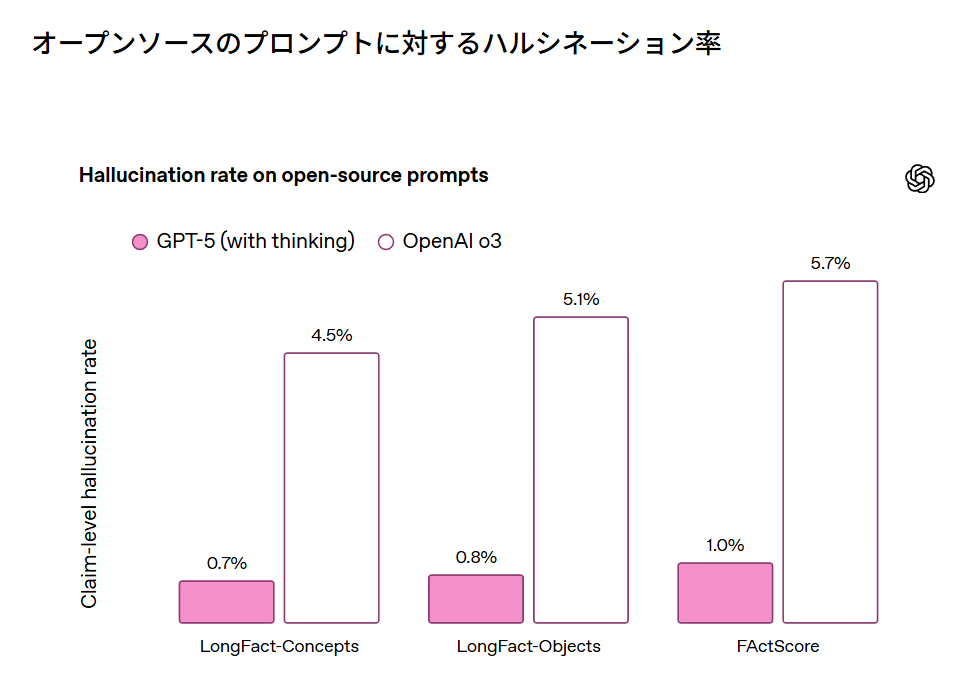 オープンソースのプロンプトに対するハルシネーション率
Hallucination rate on open-source prompts
GPT-5 (with thinking) OpenAI o3
Claim-level hallucination rate
0.7% 4.5% 0.8% 5.1% 1.0% 5.7%
LongFact-Concepts LongFact-Objects FActScore